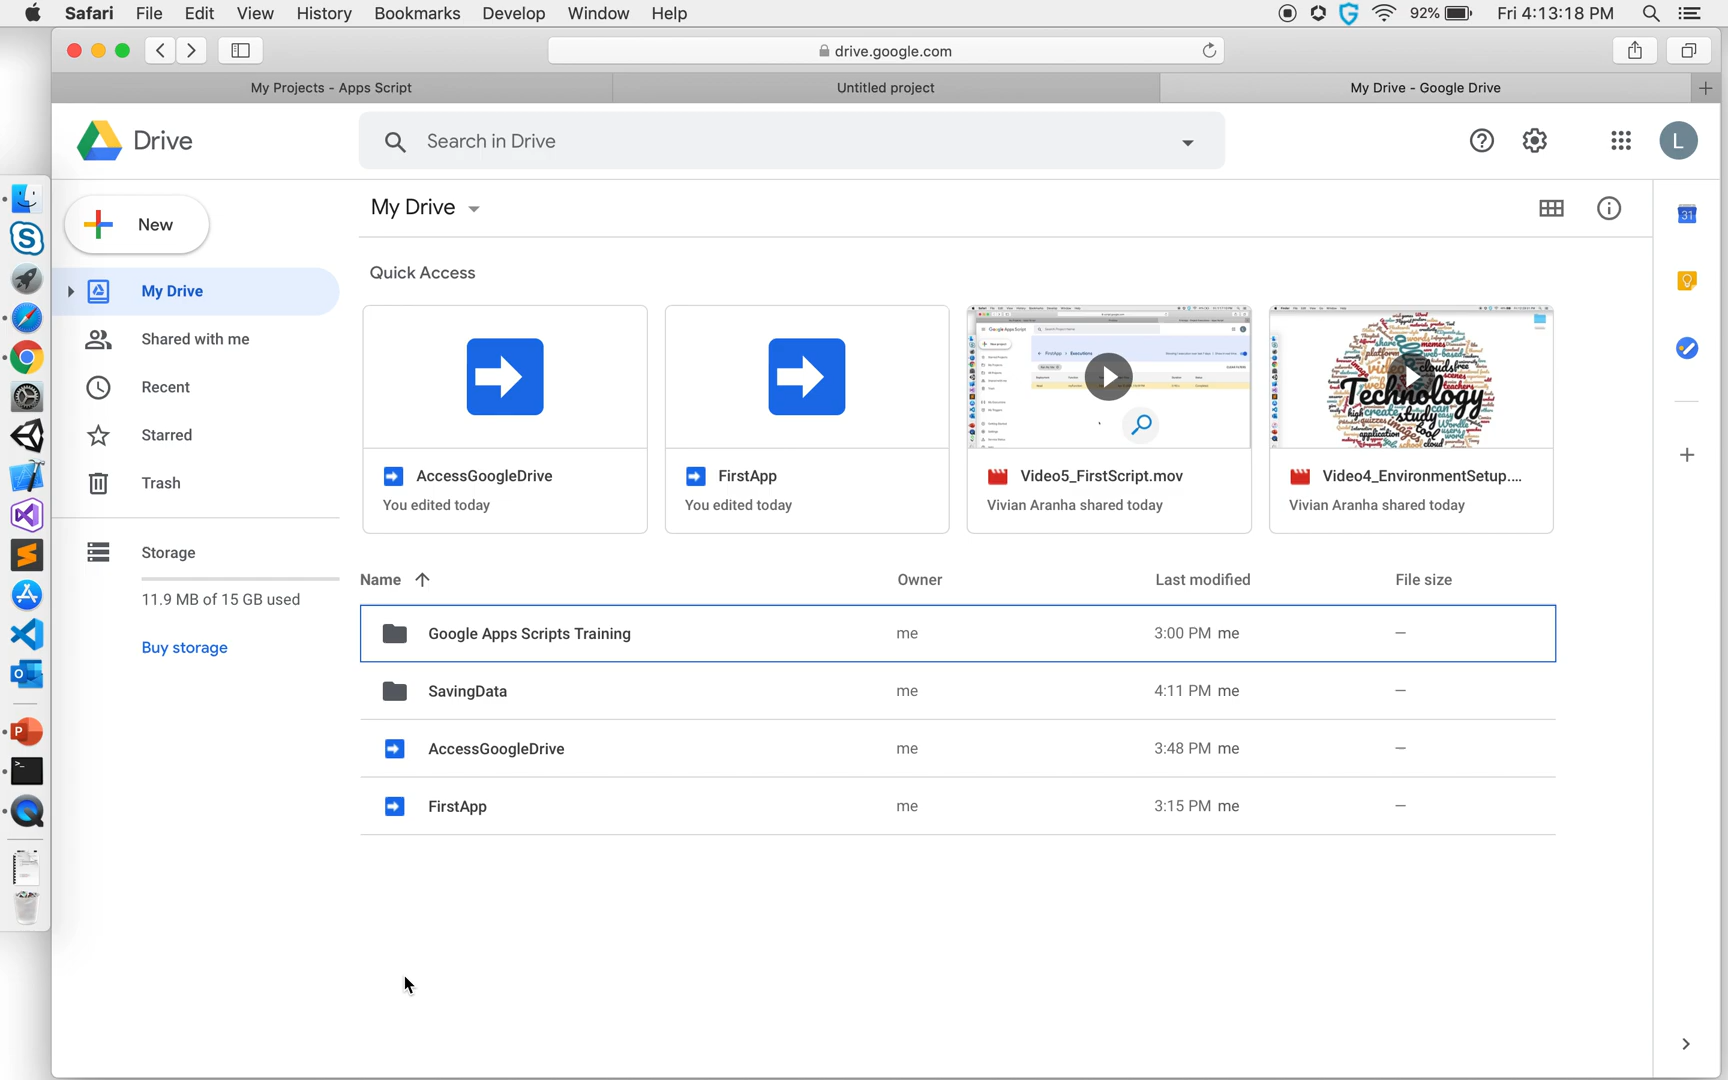 Safari File Edit View History Bookmarks Develop Window Help 92% Fri 4:13:18 PM
drive.google.com
My Projects - Apps Script Untitled project My Drive - Google Drive
Drive
Search in Drive
L
New
My Drive
31
Quick Access
My Drive
Shared with me
Recent
Starred
Trash
Technology
AccessGoogleDrive
You edited today
FirstApp
You edited today
Video5_FirstScript.mov
Vivian Aranha shared today
Video4_EnvironmentSetup....
Vivian Aranha shared today
Storage
11.9 MB of 15 GB used
Buy storage
Name Owner Last modified File size
Google Apps Scripts Training me 3:00 PM me –
SavingData me 4:11 PM me –
AccessGoogleDrive me 3:48 PM me –
FirstApp me 3:15 PM me –